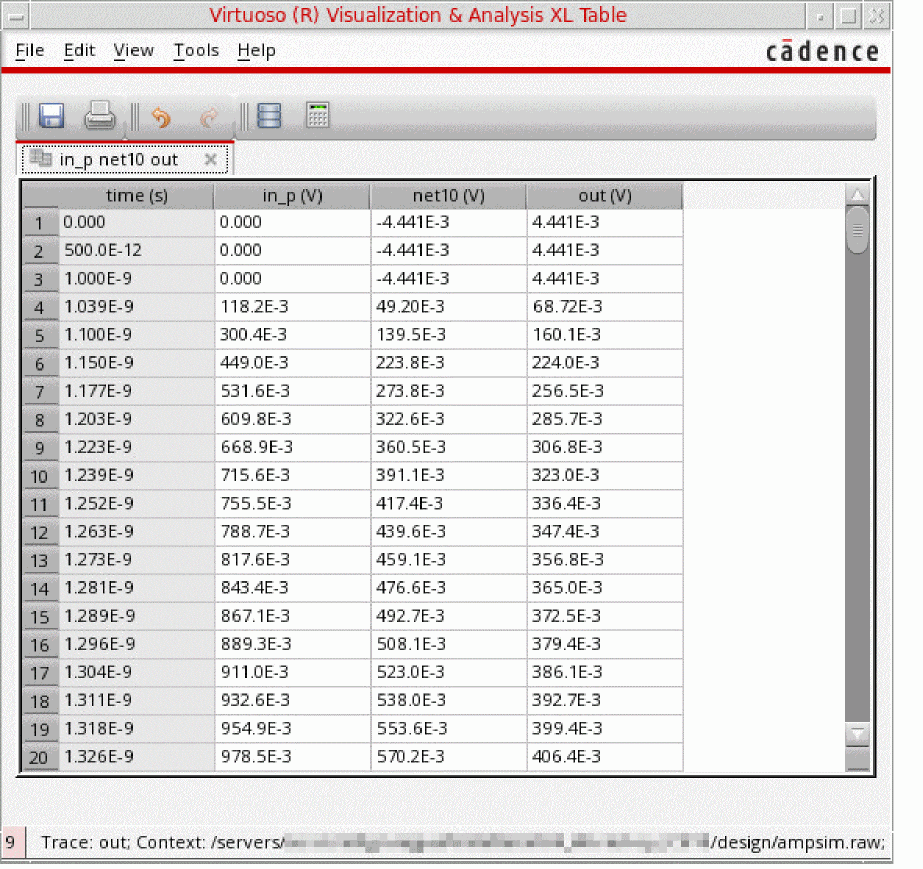 Virtuoso (R) Visualization & Analysis XL Table
File Edit View Tools Help
cādence
in_p net10 out
time (s) in_p (V) net10 (V) out (V)
1 0.000 0.000 -4.441E-3 4.441E-3
2 500.0E-12 0.000 -4.441E-3 4.441E-3
3 1.000E-9 0.000 -4.441E-3 4.441E-3
4 1.039E-9 118.2E-3 49.20E-3 68.72E-3
5 1.100E-9 300.4E-3 139.5E-3 160.1E-3
6 1.150E-9 449.0E-3 223.8E-3 224.0E-3
7 1.177E-9 531.6E-3 273.8E-3 256.5E-3
8 1.203E-9 609.8E-3 322.6E-3 285.7E-3
9 1.223E-9 668.9E-3 360.5E-3 306.8E-3
10 1.239E-9 715.6E-3 391.1E-3 323.0E-3
11 1.252E-9 755.5E-3 417.4E-3 336.4E-3
12 1.263E-9 788.7E-3 439.6E-3 347.4E-3
13 1.273E-9 817.6E-3 459.1E-3 356.8E-3
14 1.281E-9 843.4E-3 476.6E-3 365.0E-3
15 1.289E-9 867.1E-3 492.7E-3 372.5E-3
16 1.296E-9 889.3E-3 508.1E-3 379.4E-3
17 1.304E-9 911.0E-3 523.0E-3 386.1E-3
18 1.311E-9 932.6E-3 538.0E-3 392.7E-3
19 1.318E-9 954.9E-3 553.6E-3 399.4E-3
20 1.326E-9 978.5E-3 570.2E-3 406.4E-3
9 Trace: out; Context: /servers/ /design/ampsim.raw;